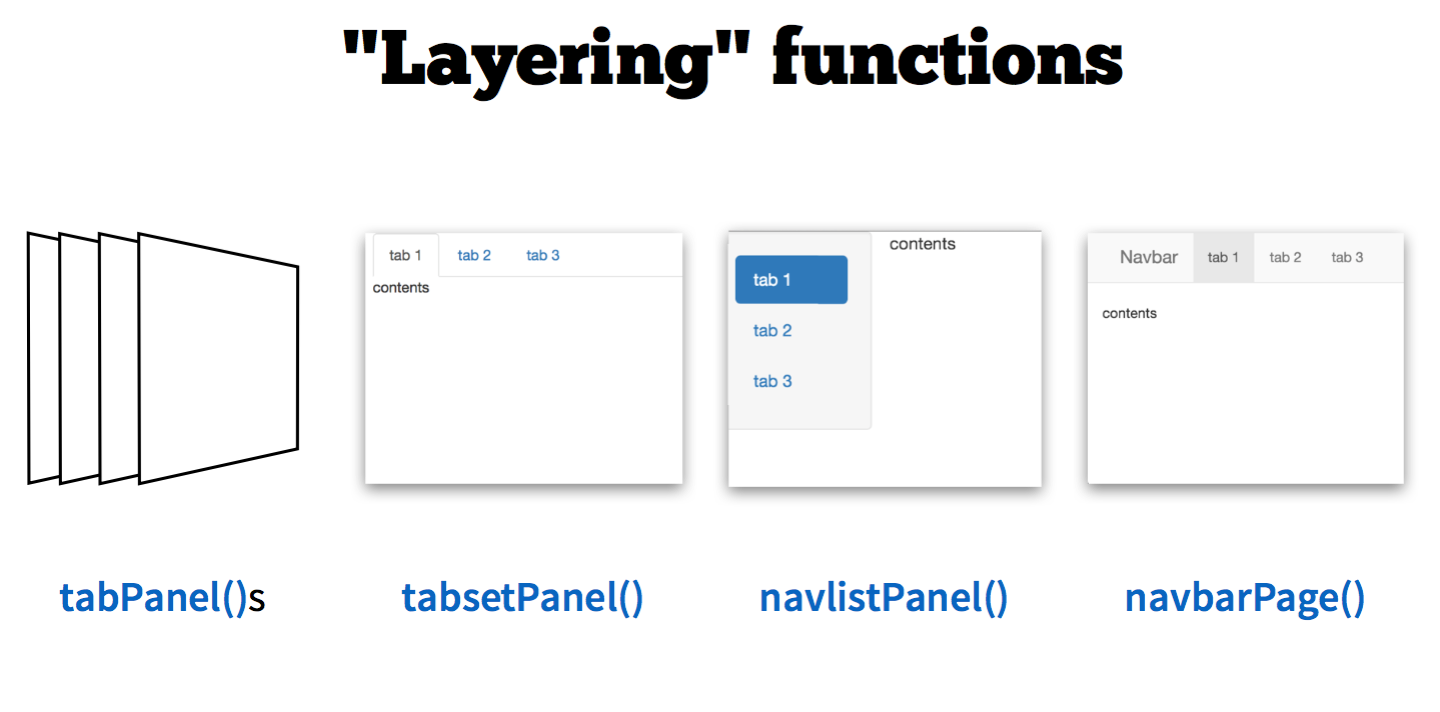 "Layering" functions
tab 1 tab 2 tab 3
contents
contents
tab 1
tab 2
tab 3
Navbar tab 1 tab 2 tab 3
contents
tabPanel()s
tabsetPanel()
navlistPanel()
navbarPage()